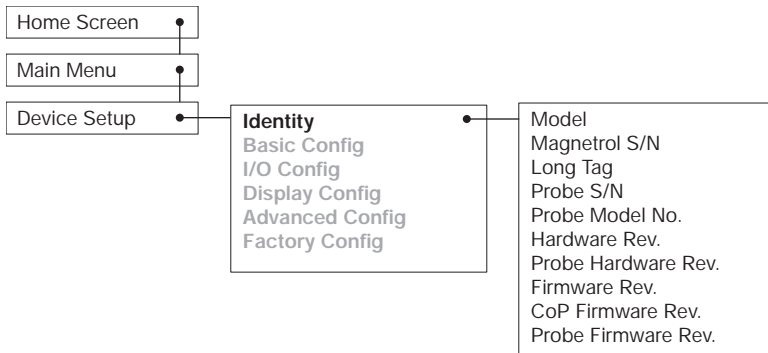 Home Screen
Main Menu
Device Setup
Identity
Basic Config
I/O Config
Display Config
Advanced Config
Factory Config
Model
Magnetrol S/N
Long Tag
Probe S/N
Probe Model No.
Hardware Rev.
Probe Hardware Rev.
Firmware Rev.
CoP Firmware Rev.
Probe Firmware Rev.